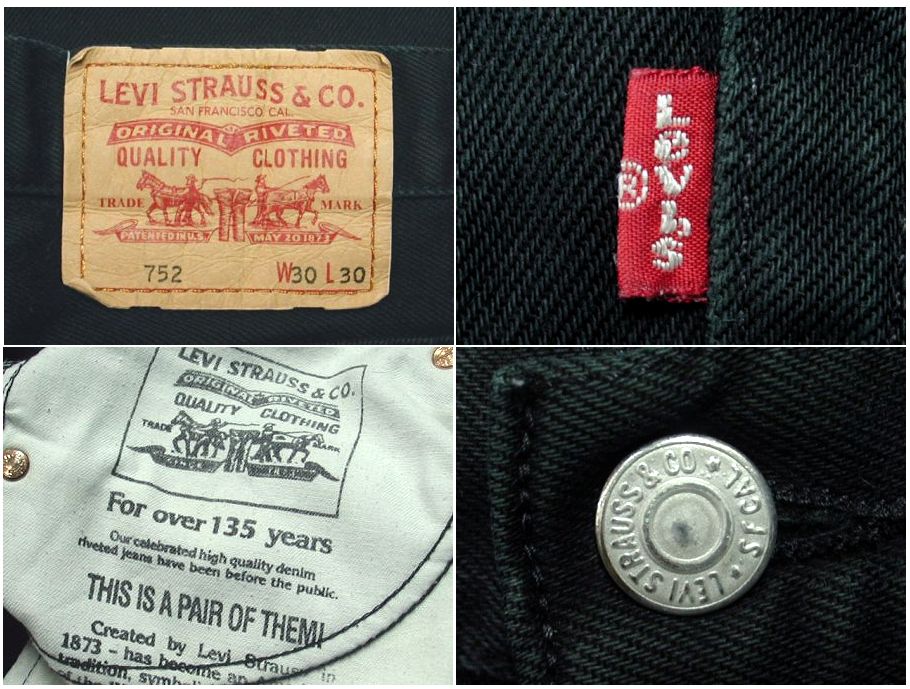 LEVI STRAUSS & CO.
SAN FRANCISCO, CAL.
ORIGINAL RIVETED
QUALITY CLOTHING
TRADE MARK
PATENTED IN U.S. MAY 20 1873
752 W30 L30
Levi's
®
LEVI STRAUSS & CO.
ORIGINAL RIVETED
QUALITY CLOTHING
TRADE MARK
For over 135 years
Our celebrated high quality denim
riveted jeans have been before the public.
THIS IS A PAIR OF THEM!
Created by Levi Strauss in
1873 - has become an
tradition,
of the
LEVI STRAUSS & CO ★ S F CAL ★